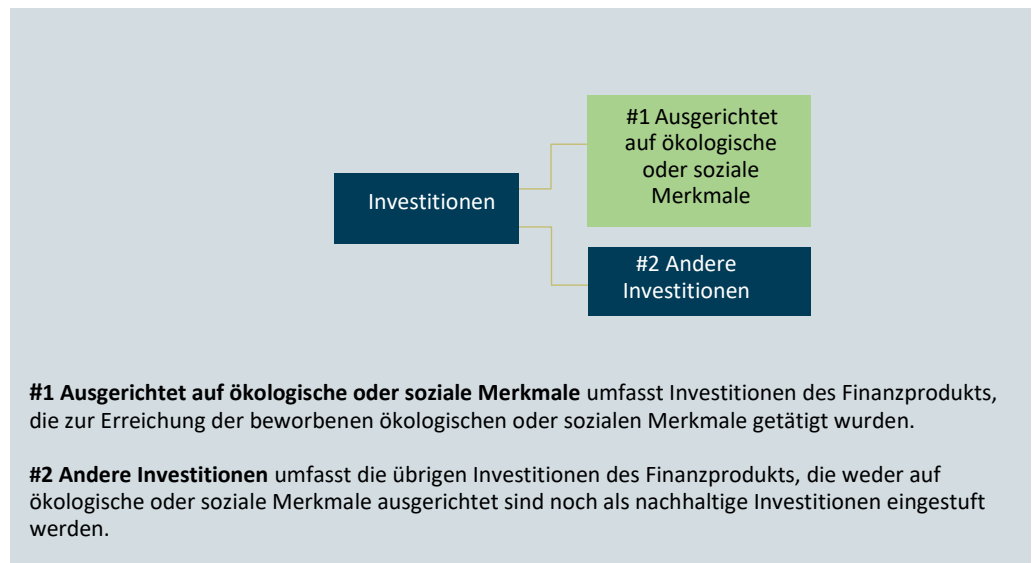 #1 Ausgerichtet
auf ökologische
oder soziale
Merkmale
Investitionen
#2 Andere
Investitionen
#1 Ausgerichtet auf ökologische oder soziale Merkmale umfasst Investitionen des Finanzprodukts,
die zur Erreichung der beworbenen ökologischen oder sozialen Merkmale getätigt wurden.
#2 Andere Investitionen umfasst die übrigen Investitionen des Finanzprodukts, die weder auf
ökologische oder soziale Merkmale ausgerichtet sind noch als nachhaltige Investitionen eingestuft
werden.